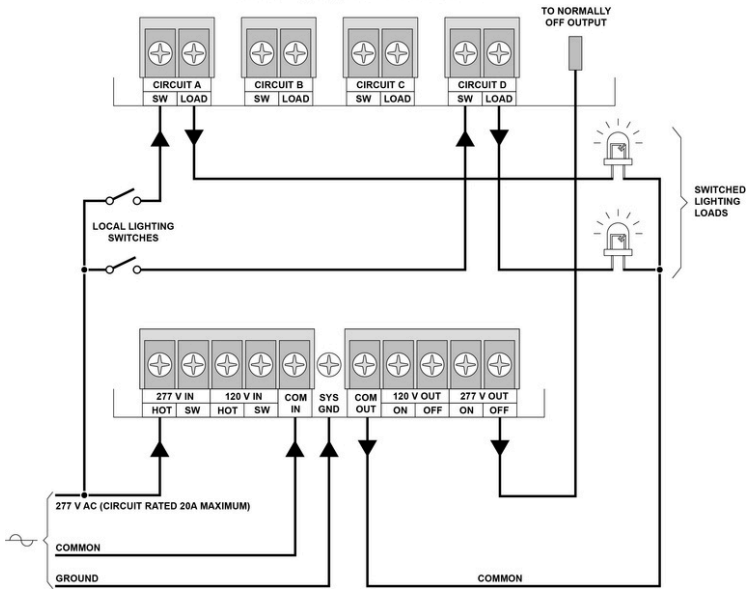 TO NORMALLY
OFF OUTPUT
CIRCUIT A CIRCUIT B CIRCUIT C CIRCUIT D
SW LOAD SW LOAD SW LOAD SW LOAD
SWITCHED
LIGHTING
LOADS
LOCAL LIGHTING
SWITCHES
277 V IN 120 V IN COM SYS COM 120 V OUT 277 V OUT
HOT SW HOT SW IN GND OUT ON OFF ON OFF
277 V AC (CIRCUIT RATED 20A MAXIMUM)
COMMON
GROUND COMMON